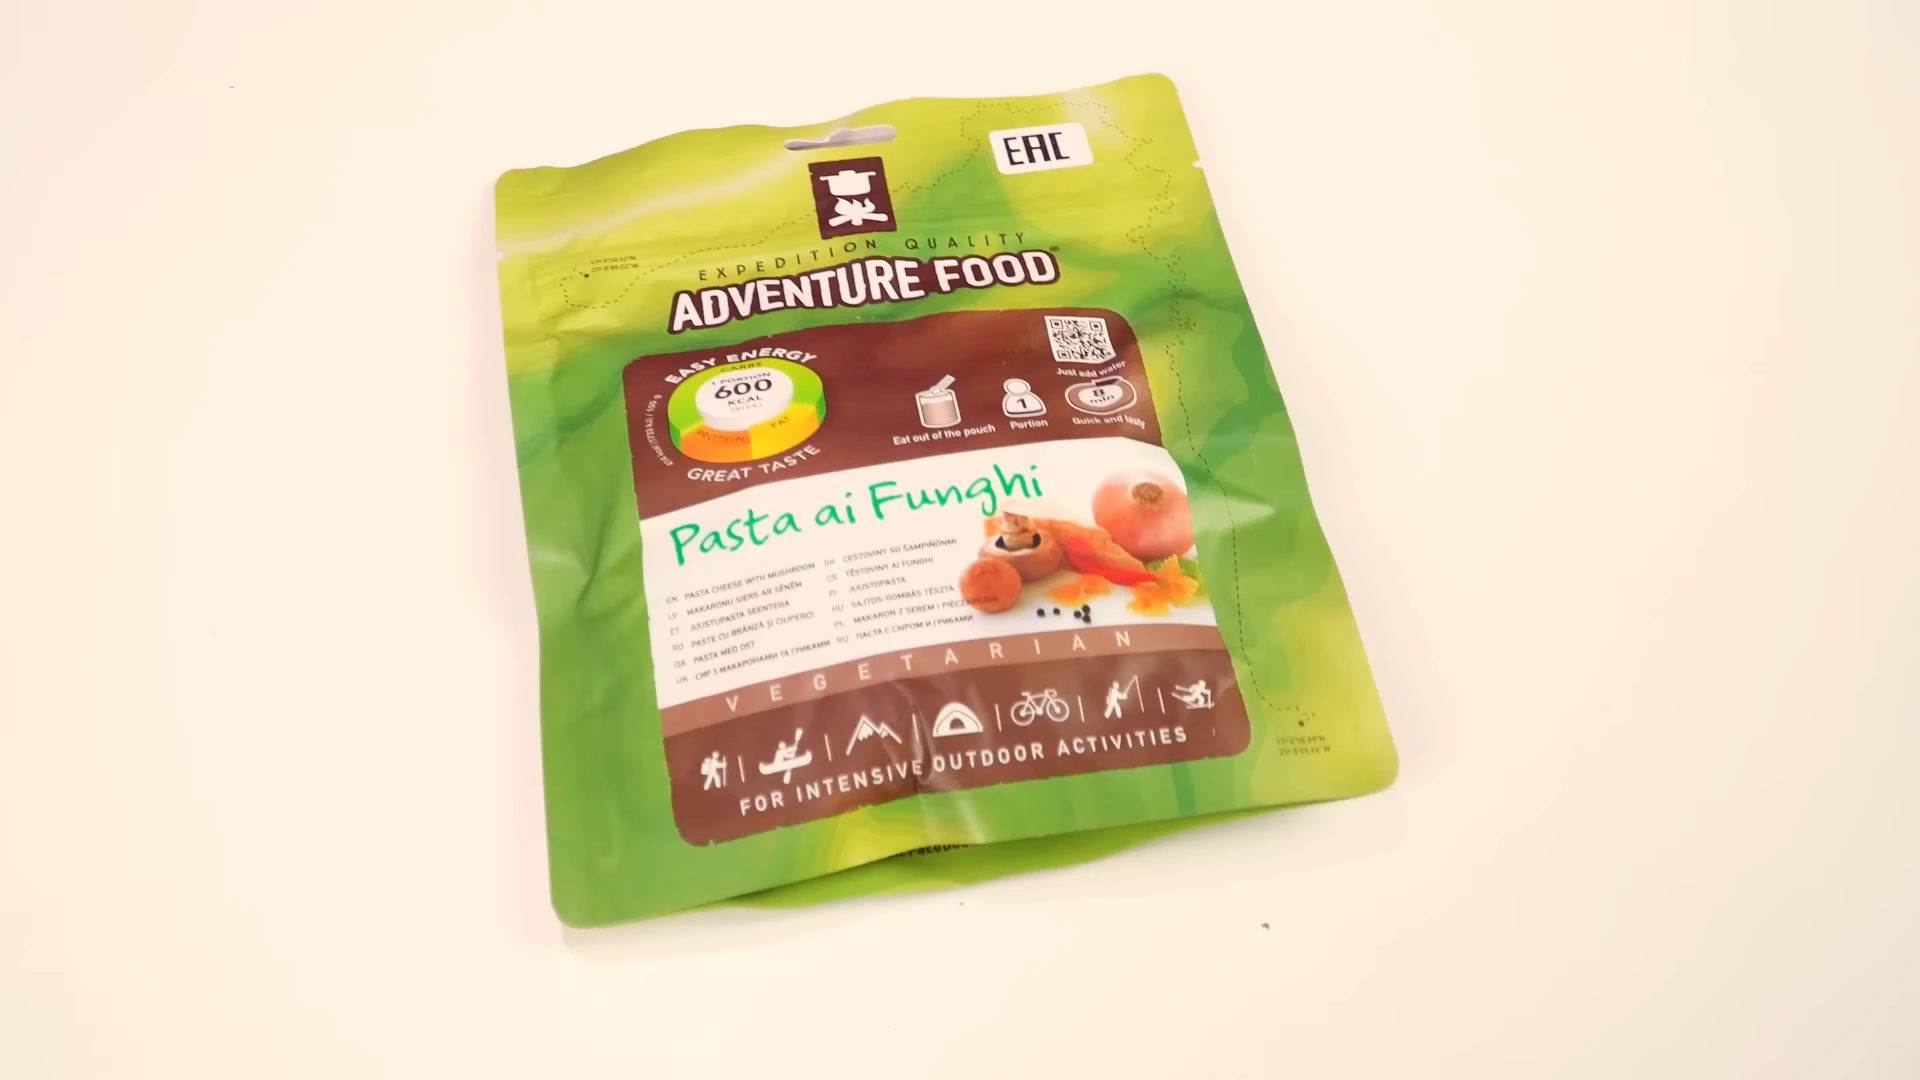 EAC
EXPEDITION QUALITY
ADVENTURE FOOD®
EASY ENERGY
CARBS
1 PORTION
600
KCAL
PROTEIN
FAT
GREAT TASTE
Eat out of the pouch
1
Portion
Just add water
8
min
Quick and tasty
Pasta ai Funghi
EN PASTA CHEESE WITH MUSHROOM
LV MAKARONU SIERS AR SĒNĒM
ET JUUSTUPASTA SEENTEGA
RO PASTE CU BRÂNZĂ ȘI CIUPERCI
DA PASTA MED OST
UK СИР З МАКАРОНАМИ ТА ГРИБАМИ
SK CESTOVINY SO ŠAMPIŇÓNMI
CS TĚSTOVINY AI FUNGHI
FI JUUSTOPASTA
HU SAJTOS-GOMBÁS TÉSZTA
PL MAKARON Z SEREM I PIECZARKAMI
RU ПАСТА С СЫРОМ И ГРИБАМИ
VEGETARIAN
FOR INTENSIVE OUTDOOR ACTIVITIES